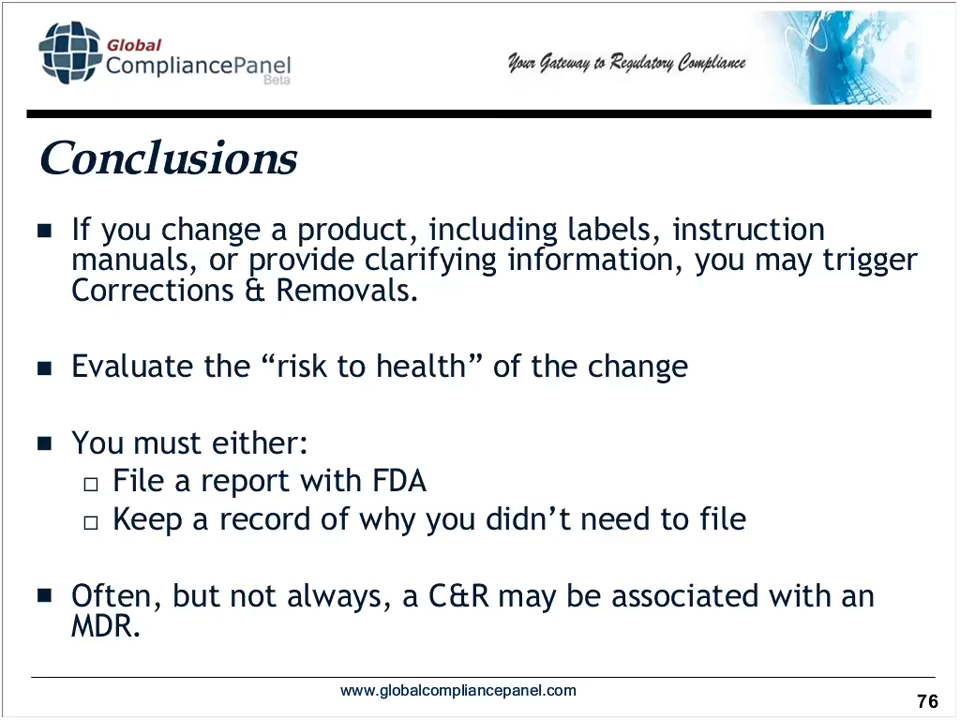 Global
CompliancePanel
Beta
Your Gateway to Regulatory Compliance
Conclusions
If you change a product, including labels, instruction
manuals, or provide clarifying information, you may trigger
Corrections & Removals.
Evaluate the “risk to health” of the change
You must either:
File a report with FDA
Keep a record of why you didn’t need to file
Often, but not always, a C&R may be associated with an
MDR.
www.globalcompliancepanel.com
76